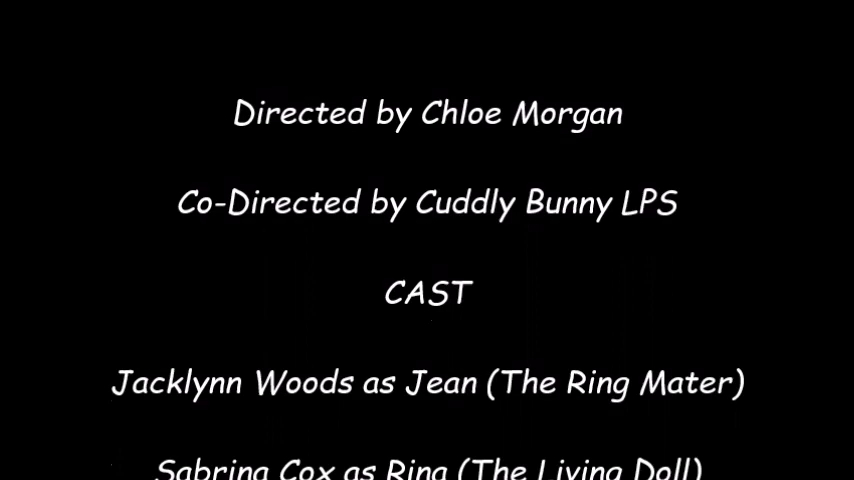 Directed by Chloe Morgan
Co-Directed by Cuddly Bunny LPS
CAST
Jacklynn Woods as Jean (The Ring Mater)
Sabrina Cox as Rina (The Living Doll)